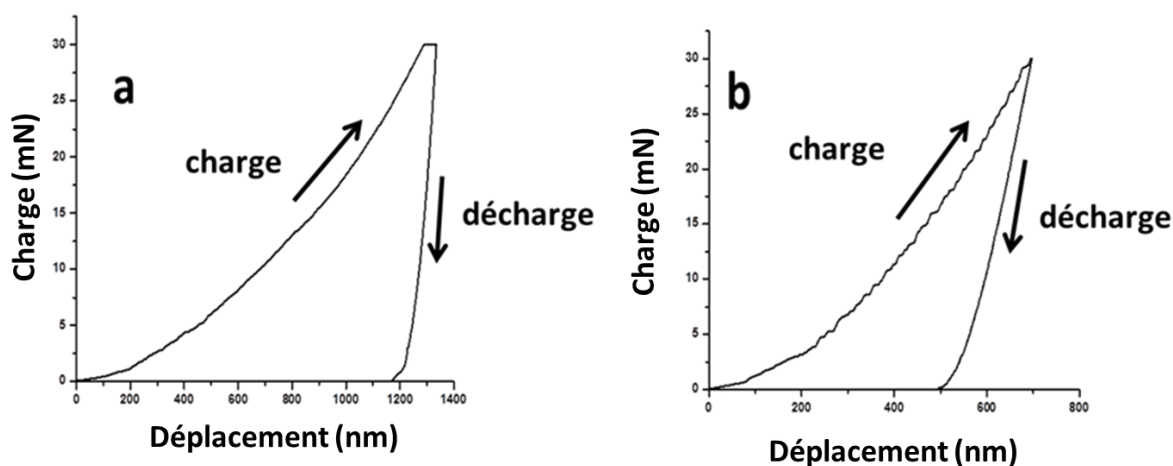 a
charge
décharge
Charge (mN)
30
25
20
15
10
5
0
0 200 400 600 800 1000 1200 1400
Déplacement (nm)
b
charge
décharge
Charge (mN)
30
25
20
15
10
5
0
0 200 400 600 800
Déplacement (nm)